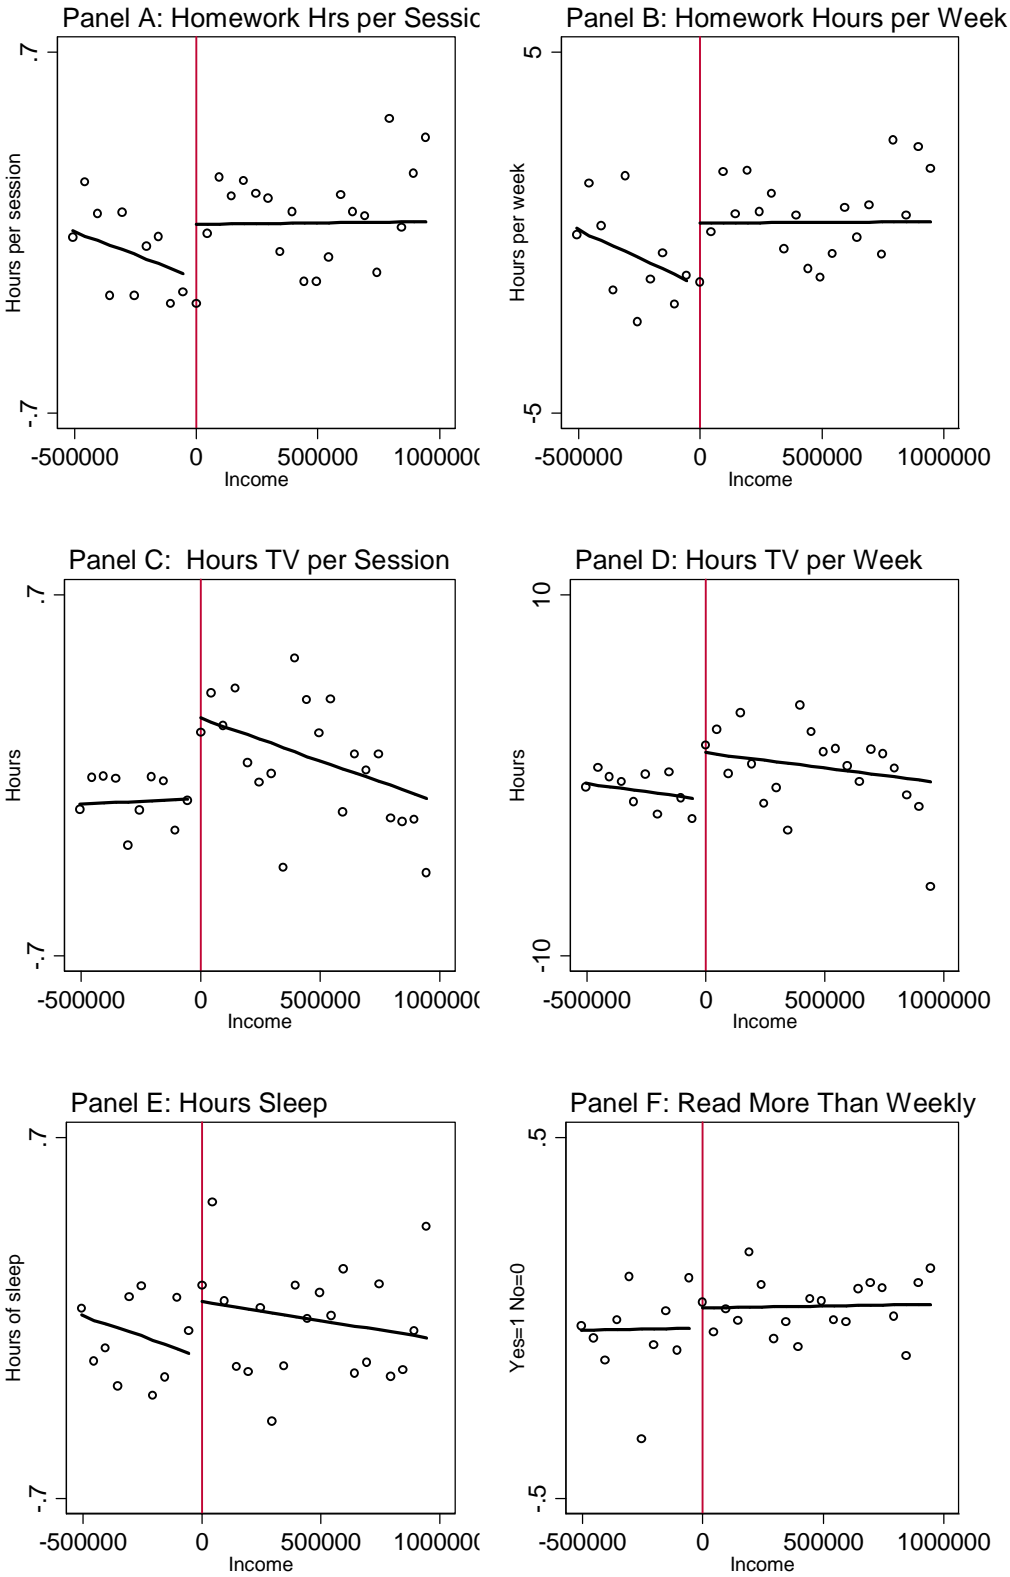 Panel A: Homework Hrs per Sessic
.7
-.7
Hours per session
-500000 0 500000 1000000
Income
Panel B: Homework Hours per Week
5
-5
Hours per week
-500000 0 500000 1000000
Income
Panel C:  Hours TV per Session
.7
-.7
Hours
-500000 0 500000 1000000
Income
Panel D: Hours TV per Week
10
-10
Hours
-500000 0 500000 1000000
Income
Panel E: Hours Sleep
.7
-.7
Hours of sleep
-500000 0 500000 1000000
Income
Panel F: Read More Than Weekly
.5
-.5
Yes=1 No=0
-500000 0 500000 1000000
Income